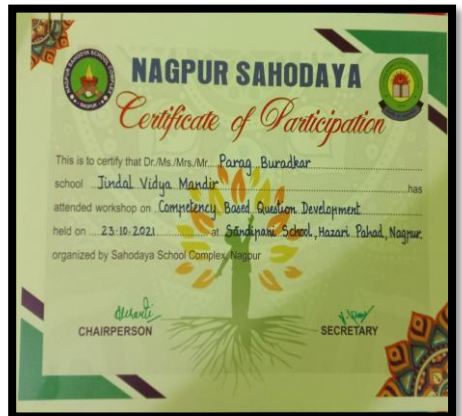 NAGPUR SAHODAYA
Certificate of Participation
This is to certify that Dr./Ms./Mrs./Mr. Parag Buradkar
school Jindal Vidya Mandir has
attended workshop on Competency Based Question Development
held on 23-10-2021 at Sandipani School, Hazari Pahad, Nagpur.
organized by Sahodaya School Complex, Nagpur
CHAIRPERSON SECRETARY